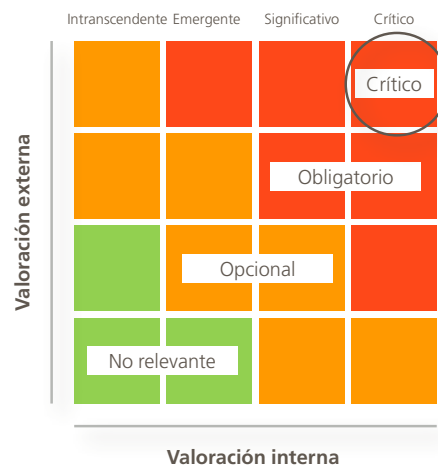 Intranscendente Emergente Significativo Crítico
Crítico
Obligatorio
Opcional
No relevante
Valoración externa
Valoración interna